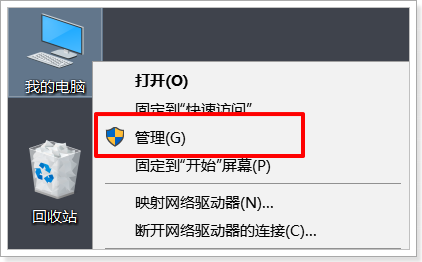 我的电脑
回收站
打开(O)
固定到“快速访问”
管理(G)
固定到“开始”屏幕(P)
映射网络驱动器(N)...
断开网络驱动器的连接(C)...